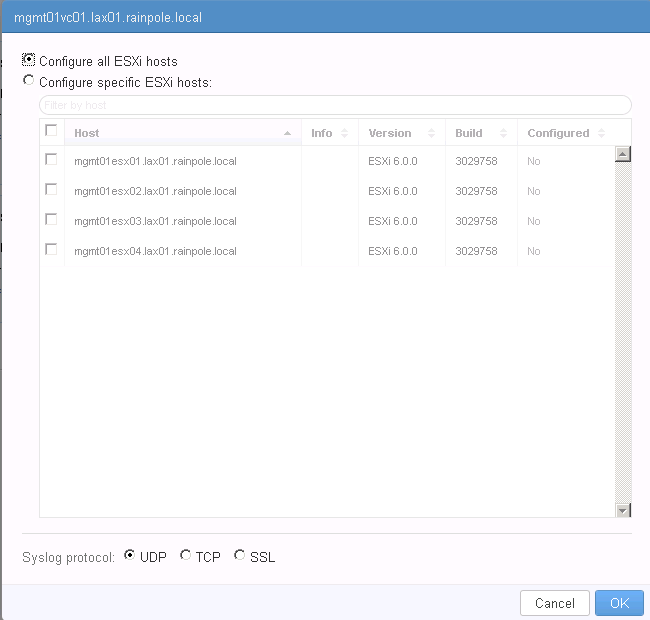 mgmt01vc01.lax01.rainpole.local
Configure all ESXi hosts
Configure specific ESXi hosts:
Filter by host
Host Info Version Build Configured
mgmt01esx01.lax01.rainpole.local ESXi 6.0.0 3029758 No
mgmt01esx02.lax01.rainpole.local ESXi 6.0.0 3029758 No
mgmt01esx03.lax01.rainpole.local ESXi 6.0.0 3029758 No
mgmt01esx04.lax01.rainpole.local ESXi 6.0.0 3029758 No
Syslog protocol: UDP TCP SSL
Cancel OK